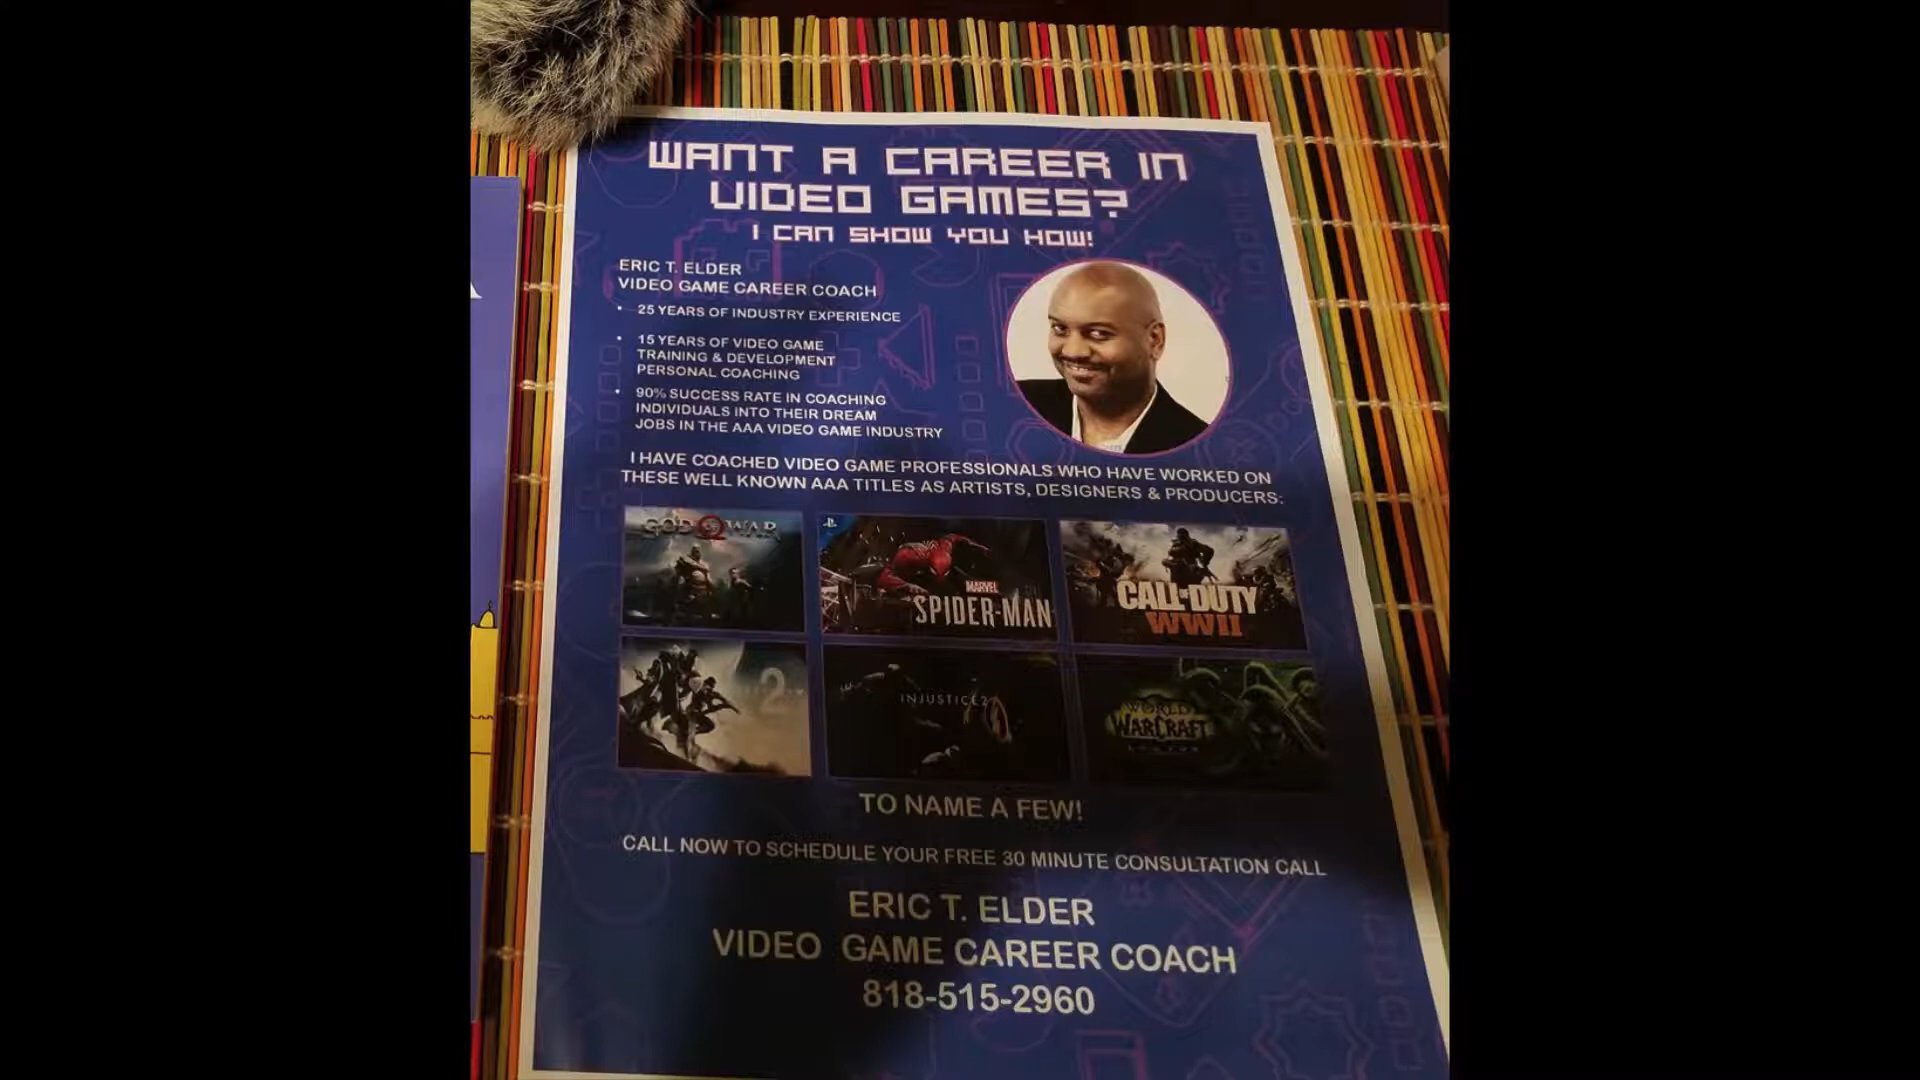 WANT A CAREER IN
VIDEO GAMES?
I CAN SHOW YOU HOW!
ERIC T. ELDER
VIDEO GAME CAREER COACH
• 25 YEARS OF INDUSTRY EXPERIENCE
• 15 YEARS OF VIDEO GAME
TRAINING & DEVELOPMENT
PERSONAL COACHING
• 90% SUCCESS RATE IN COACHING
INDIVIDUALS INTO THEIR DREAM
JOBS IN THE AAA VIDEO GAME INDUSTRY
I HAVE COACHED VIDEO GAME PROFESSIONALS WHO HAVE WORKED ON
THESE WELL KNOWN AAA TITLES AS ARTISTS, DESIGNERS & PRODUCERS:
GOD OF WAR
MARVEL
SPIDER-MAN
CALL OF DUTY
WWII
2
INJUSTICE 2
WORLD
WARCRAFT
TO NAME A FEW!
CALL NOW TO SCHEDULE YOUR FREE 30 MINUTE CONSULTATION CALL
ERIC T. ELDER
VIDEO GAME CAREER COACH
818-515-2960